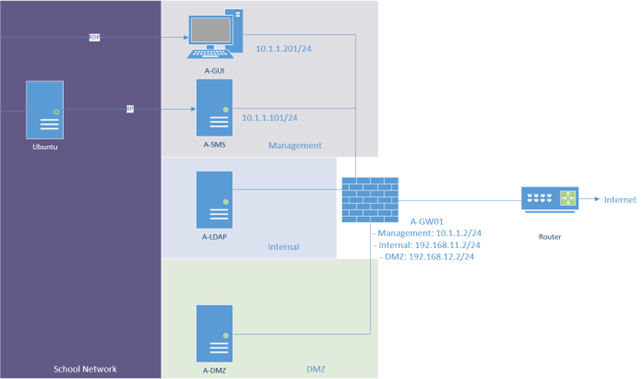 RDP
10.1.1.201/24
A-GUI
10.1.1.101/24
Ubuntu
A-SMS
Management
A-LDAP
Internal
A-GW01
- Management: 10.1.1.2/24
- Internal: 192.168.11.2/24
- DMZ: 192.168.12.2/24
Router
Internet
A-DMZ
School Network
DMZ